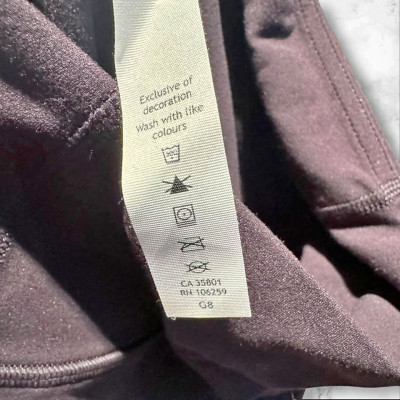 Exclusive of
decoration
Wash with like
colours
CA 35801
RN 106259
G8